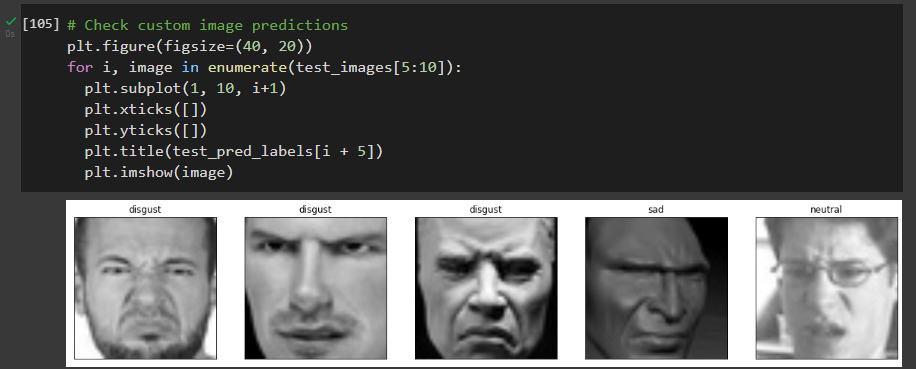 [105] # Check custom image predictions
plt.figure(figsize=(40, 20))
for i, image in enumerate(test_images[5:10]):
  plt.subplot(1, 10, i+1)
  plt.xticks([])
  plt.yticks([])
  plt.title(test_pred_labels[i + 5])
  plt.imshow(image)
0s
disgust disgust disgust sad neutral